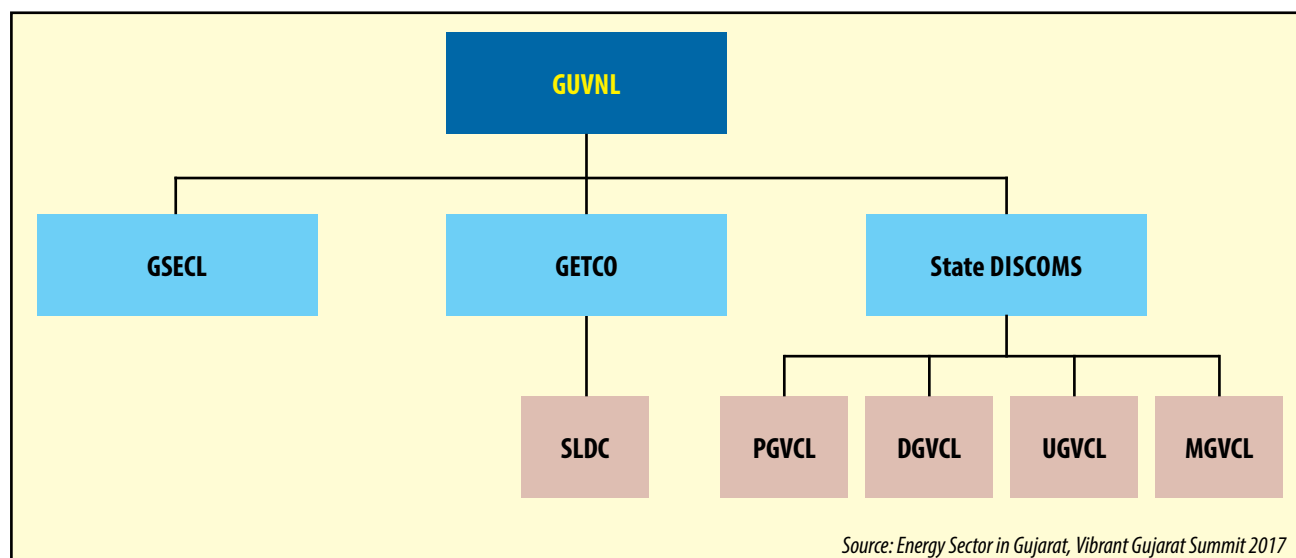 GUVNL
GSECL
GETCO
State DISCOMS
SLDC
PGVCL
DGVCL
UGVCL
MGVCL
Source: Energy Sector in Gujarat, Vibrant Gujarat Summit 2017